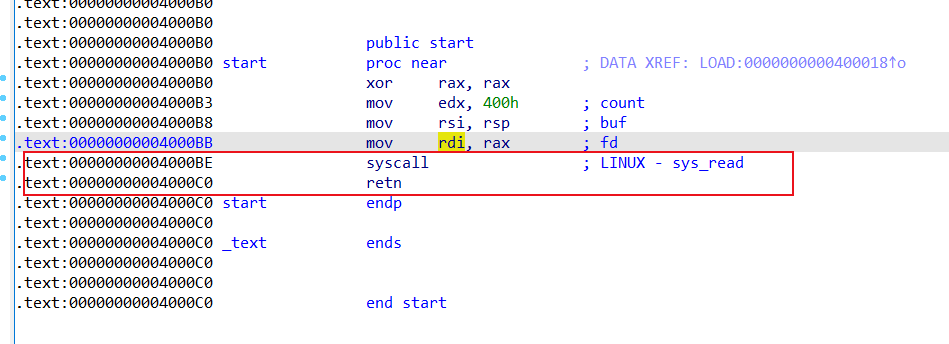 .text:00000000004000B0
.text:00000000004000B0
.text:00000000004000B0 public start
.text:00000000004000B0 start proc near ; DATA XREF: LOAD:0000000000400018↑o
.text:00000000004000B0 xor rax, rax
.text:00000000004000B3 mov edx, 400h ; count
.text:00000000004000B8 mov rsi, rsp ; buf
.text:00000000004000BB mov rdi, rax ; fd
.text:00000000004000BE syscall ; LINUX - sys_read
.text:00000000004000C0 retn
.text:00000000004000C0 start endp
.text:00000000004000C0
.text:00000000004000C0 _text ends
.text:00000000004000C0
.text:00000000004000C0
.text:00000000004000C0 end start